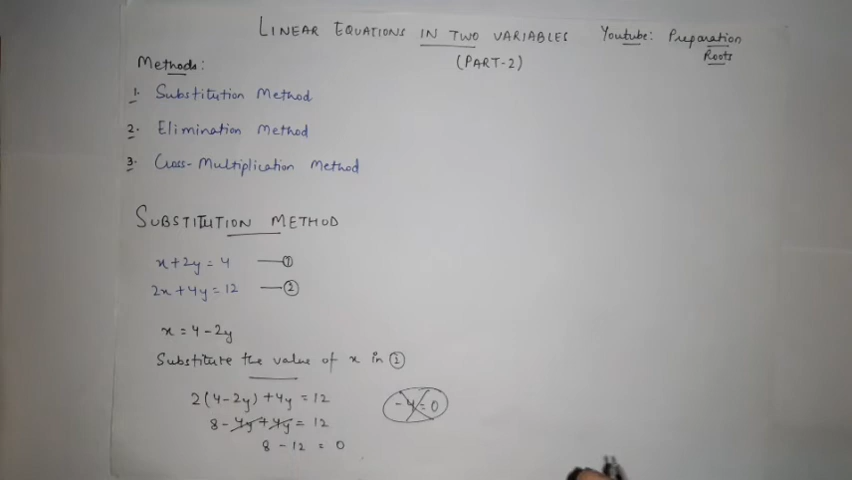 LINEAR EQUATIONS IN TWO VARIABLES Youtube: Preparation
(PART-2) Roots
Methods:
1. Substitution Method
2. Elimination Method
3. Cross-Multiplication Method
SUBSTITUTION METHOD
x+2y=4 —①
2x+4y=12 —②
x=4-2y
Substitute the value of x in ②
2(4-2y)+4y=12
-4=0
8-4y+4y=12
8-12=0